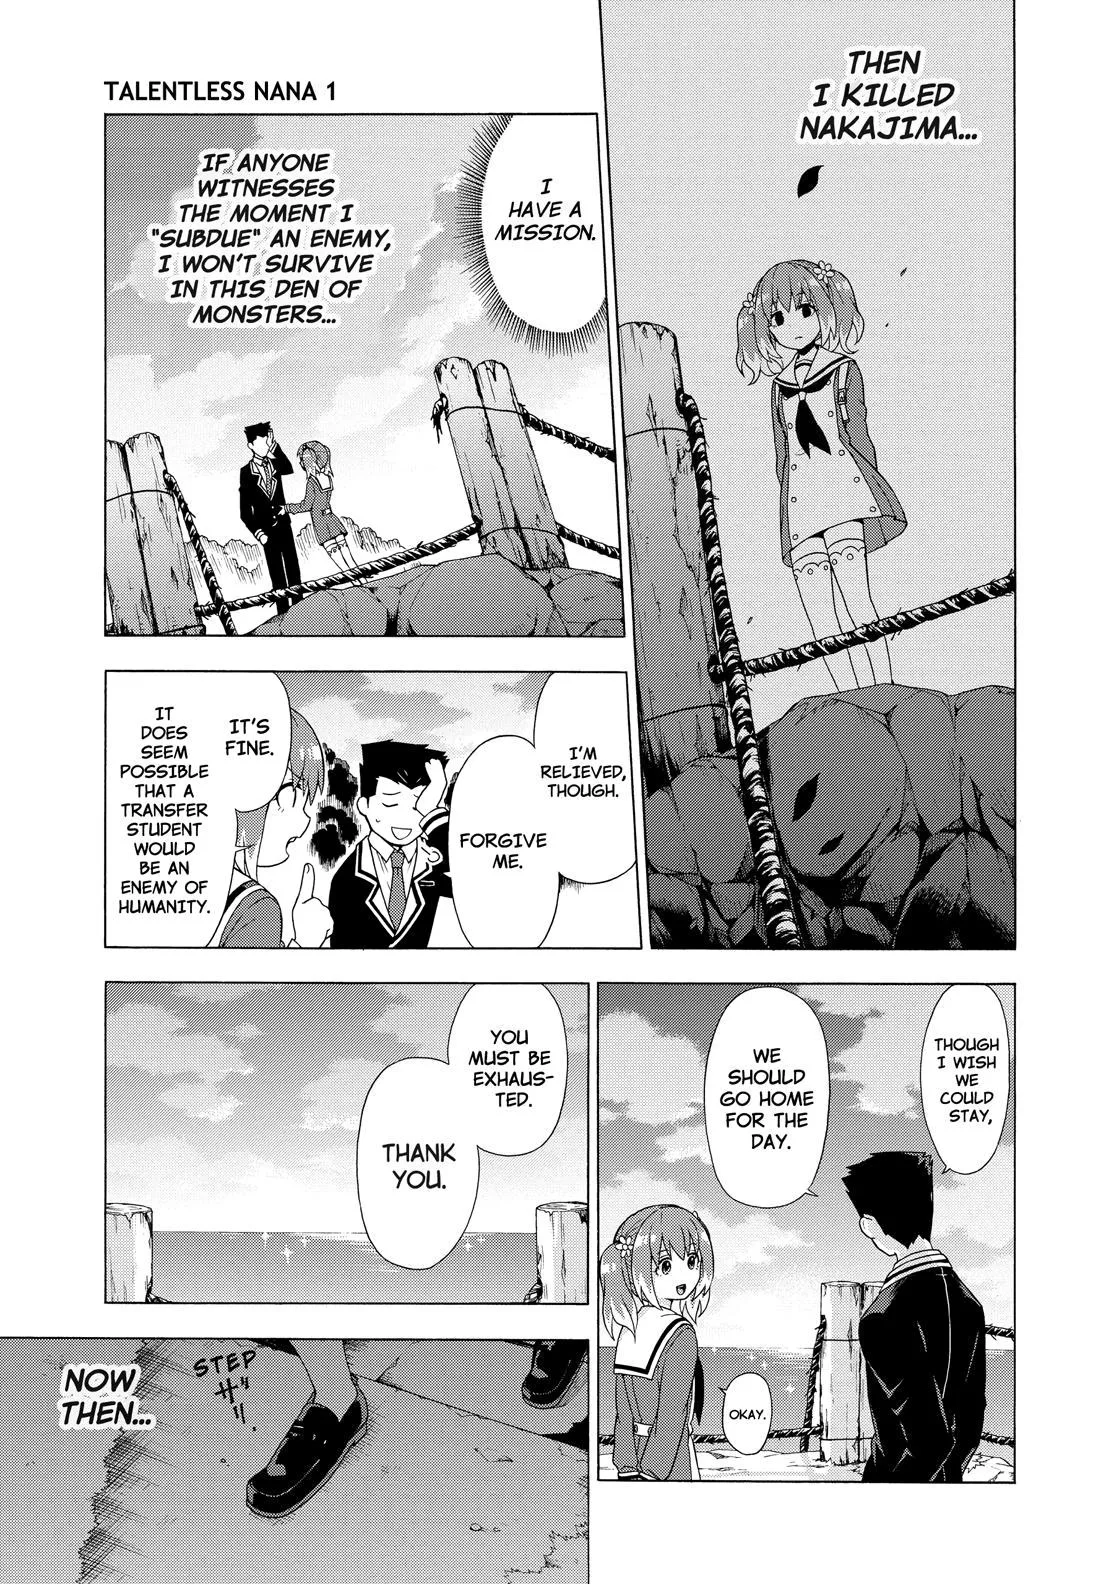 TALENTLESS NANA 1
THEN
I KILLED
NAKAJIMA...
I
HAVE A
MISSION.
IF ANYONE
WITNESSES
THE MOMENT I
"SUBDUE" AN ENEMY,
I WON'T SURVIVE
IN THIS DEN OF
MONSTERS...
I'M
RELIEVED,
THOUGH.
FORGIVE
ME.
IT'S
FINE.
IT
DOES
SEEM
POSSIBLE
THAT A
TRANSFER
STUDENT
WOULD
BE AN
ENEMY OF
HUMANITY.
THOUGH
I WISH
WE
COULD
STAY,
WE
SHOULD
GO HOME
FOR THE
DAY.
OKAY.
YOU
MUST BE
EXHAUS-
TED.
THANK
YOU.
STEP
ザッ
NOW
THEN...